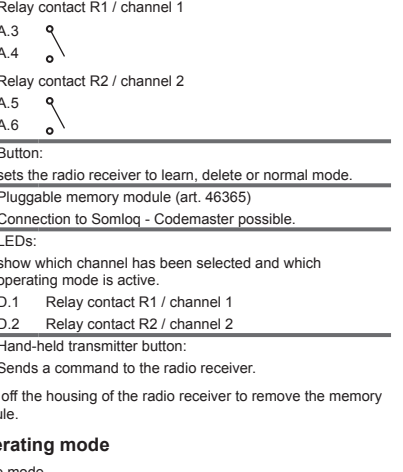 Relay contact R1 / channel 1
A.3
A.4
Relay contact R2 / channel 2
A.5
A.6
Button:
sets the radio receiver to learn, delete or normal mode.
Pluggable memory module (art. 46365)
Connection to Somloq - Codemaster possible.
LEDs:
show which channel has been selected and which
operating mode is active.
D.1 Relay contact R1 / channel 1
D.2 Relay contact R2 / channel 2
Hand-held transmitter button:
Sends a command to the radio receiver.
off the housing of the radio receiver to remove the memory
mode
mode